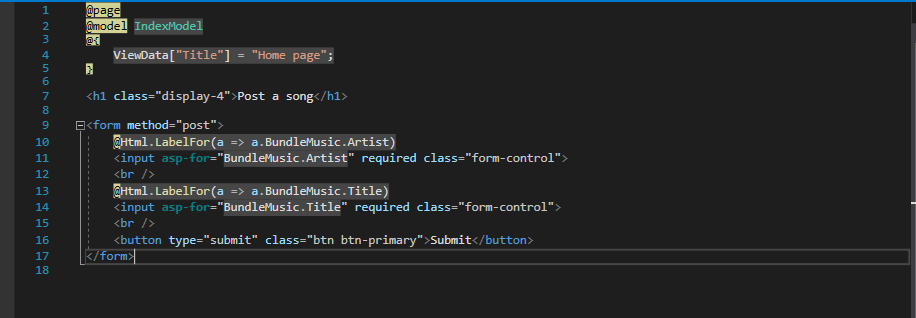 1 @page
2 @model IndexModel
3 @{
4 ViewData["Title"] = "Home page";
5 }
6
7 <h1 class="display-4">Post a song</h1>
8
9 <form method="post">
10 @Html.LabelFor(a => a.BundleMusic.Artist)
11 <input asp-for="BundleMusic.Artist" required class="form-control">
12 <br />
13 @Html.LabelFor(a => a.BundleMusic.Title)
14 <input asp-for="BundleMusic.Title" required class="form-control">
15 <br />
16 <button type="submit" class="btn btn-primary">Submit</button>
17 </form>
18